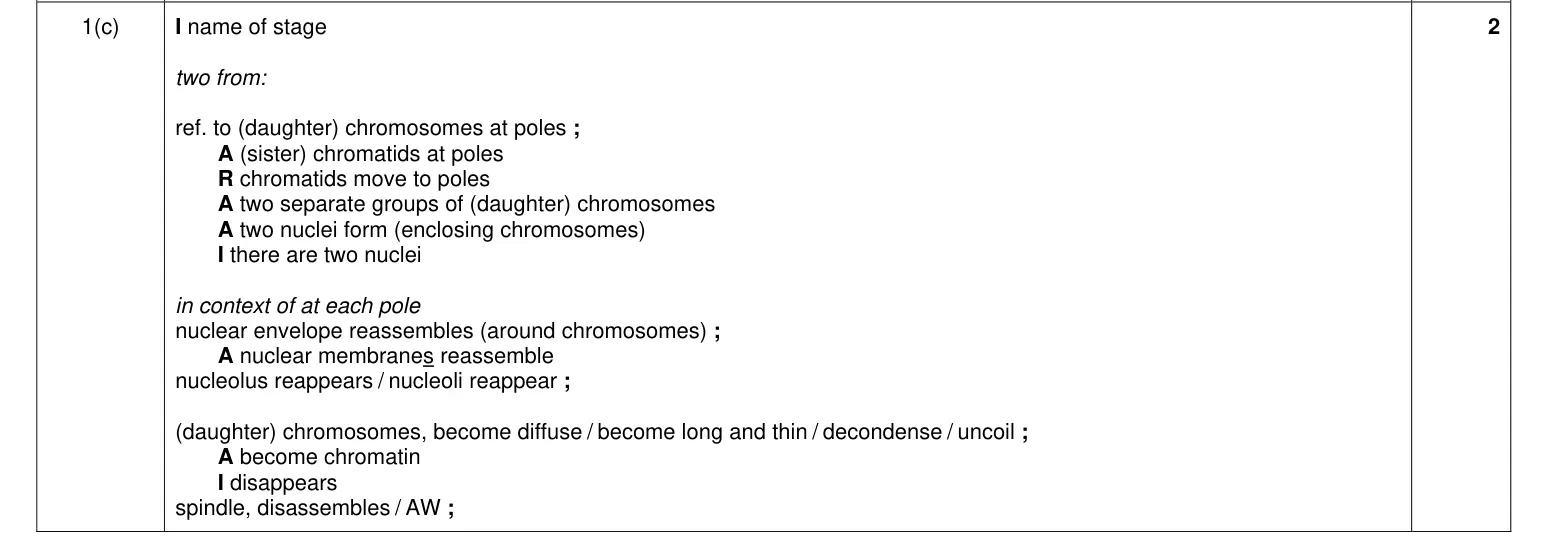 1(c)
I name of stage
2
two from:
ref. to (daughter) chromosomes at poles ;
A (sister) chromatids at poles
R chromatids move to poles
A two separate groups of (daughter) chromosomes
A two nuclei form (enclosing chromosomes)
I there are two nuclei
in context of at each pole
nuclear envelope reassembles (around chromosomes) ;
A nuclear membranes reassemble
nucleolus reappears / nucleoli reappear ;
(daughter) chromosomes, become diffuse / become long and thin / decondense / uncoil ;
A become chromatin
I disappears
spindle, disassembles / AW ;